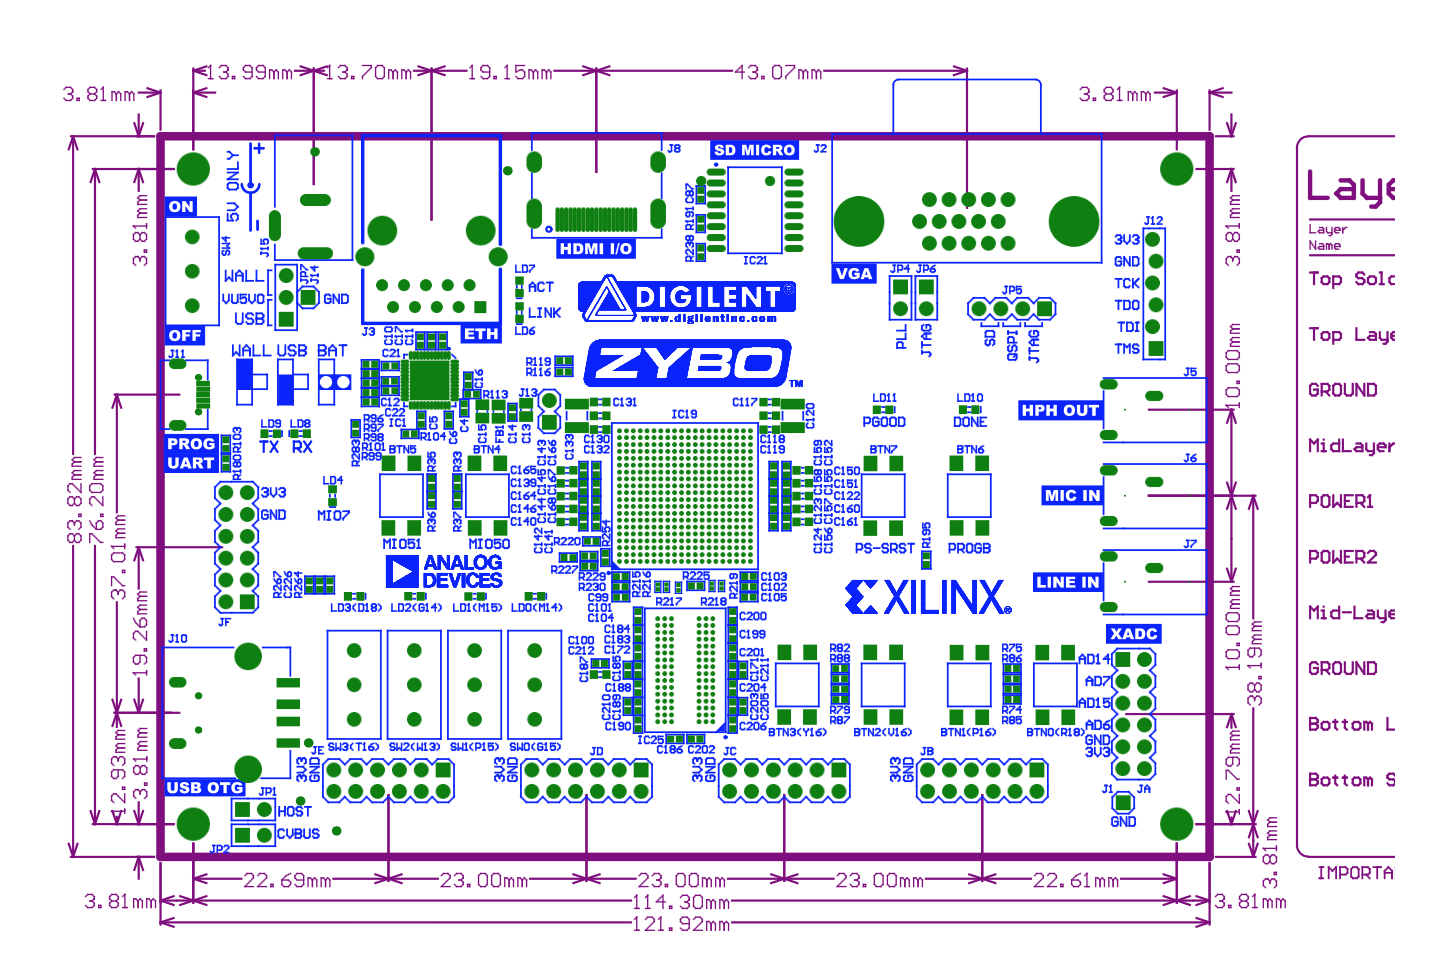 13.99mm 13.70mm 19.15mm 43.07mm
3.81mm 3.81mm
5V ONLY + -
ON
SW4
OFF
J15
WALL
VU5V0
USB
JP7
J14
GND
J3
ETH
J8
HDMI I/O
SD MICRO
C87
R191
R238
IC21
J2
VGA
J12
3V3
GND
TCK
TDO
TDI
TMS
LD7
ACT
LINK
LD6
DIGILENT®
www.digilentinc.com
ZYBO™
JP4 JP6
PLL
JTAG
JP5
SD
QSPI
JTAG
J11
WALL USB BAT
PROG
UART
LD9 LD8
TX RX
R103
R180
C10
C17
C11
C21
C16
R113
C12
C22
IC1
R96
R97
R98
R101
R99
R283
R104
C5
C6
C4
C15
FB1
C14
C13
J13
R119
R116
C131
C133
C130
C132
IC19
C117
C120
C118
C119
LD11
PGOOD
LD10
DONE
J5
HPH OUT
J6
MIC IN
J7
LINE IN
BTN5
MIO51
R35
R36
BTN4
MIO50
R33
R37
LD4
MIO7
C165
C139
C164
C146
C140
C143
C166
C145
C167
C144
C168
C142
C141
C159
C152
C158
C155
C123
C157
C124
C156
C150
C151
C122
C160
C161
BTN7
PS-SRST
BTN6
PROGB
R195
3V3
GND
JF
R267
C226
R264
ANALOG
DEVICES
R220
R254
R227
R229
R230
C99
R215
R216
R217
R225
R218
R219
C103
C102
C105
XILINX®
LD3(D18) LD2(G14) LD1(M15) LD0(M14)
C101
C104
C184
C183
C172
C100
C212
C187
C185
C188
C210
C189
C190
C200
C199
C201
C171
C211
C204
C203
C205
C206
IC25
C186 C202
J10
USB OTG
SW3(T16) SW2(W13) SW1(P15) SW0(G15)
R82
R88
R79
R87
R75
R86
R74
R85
BTN3(Y16) BTN2(V16) BTN1(P16) BTN0(R18)
XADC
AD14
AD7
AD15
AD6
GND
3V3
J1
JA
GND
JE
3V3
GND
JD
3V3
GND
JC
3V3
GND
JB
3V3
GND
JP1
HOST
JP2
CVBUS
83.82mm
76.20mm
3.81mm
37.01mm
19.26mm
12.93mm
3.81mm
3.81mm
10.00mm
10.00mm
38.19mm
12.79mm
3.81mm
22.69mm 23.00mm 23.00mm 23.00mm 22.61mm
3.81mm 114.30mm 3.81mm
121.92mm
Laye
Layer
Name
Top Solc
Top Laye
GROUND
MidLayer
POWER1
POWER2
Mid-Laye
GROUND
Bottom L
Bottom S
IMPORTA